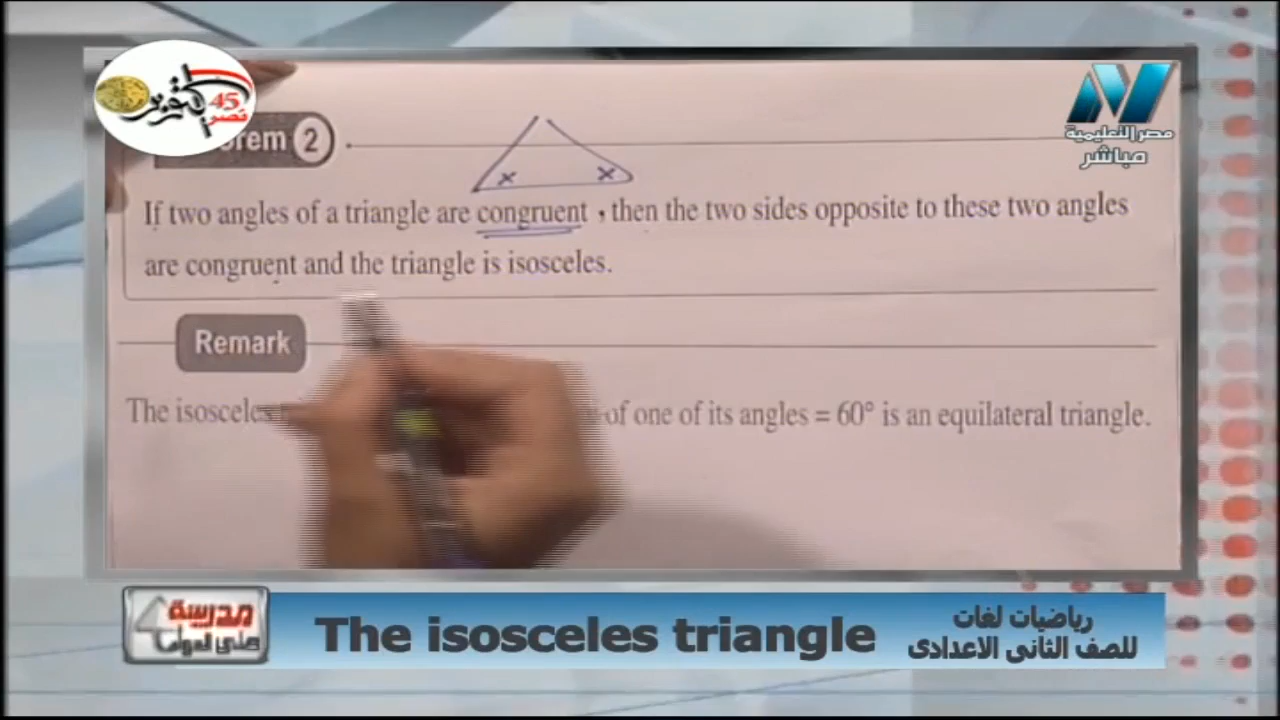 45
نصر
أكتوبر
مصر التعليمية
مباشر
orem 2
x x
If two angles of a triangle are congruent , then the two sides opposite to these two angles
are congruent and the triangle is isosceles.
Remark
The isosceles of one of its angles = 60° is an equilateral triangle.
مدرسة
على الهواء
The isosceles triangle
رياضيات لغات
للصف الثانى الاعدادى